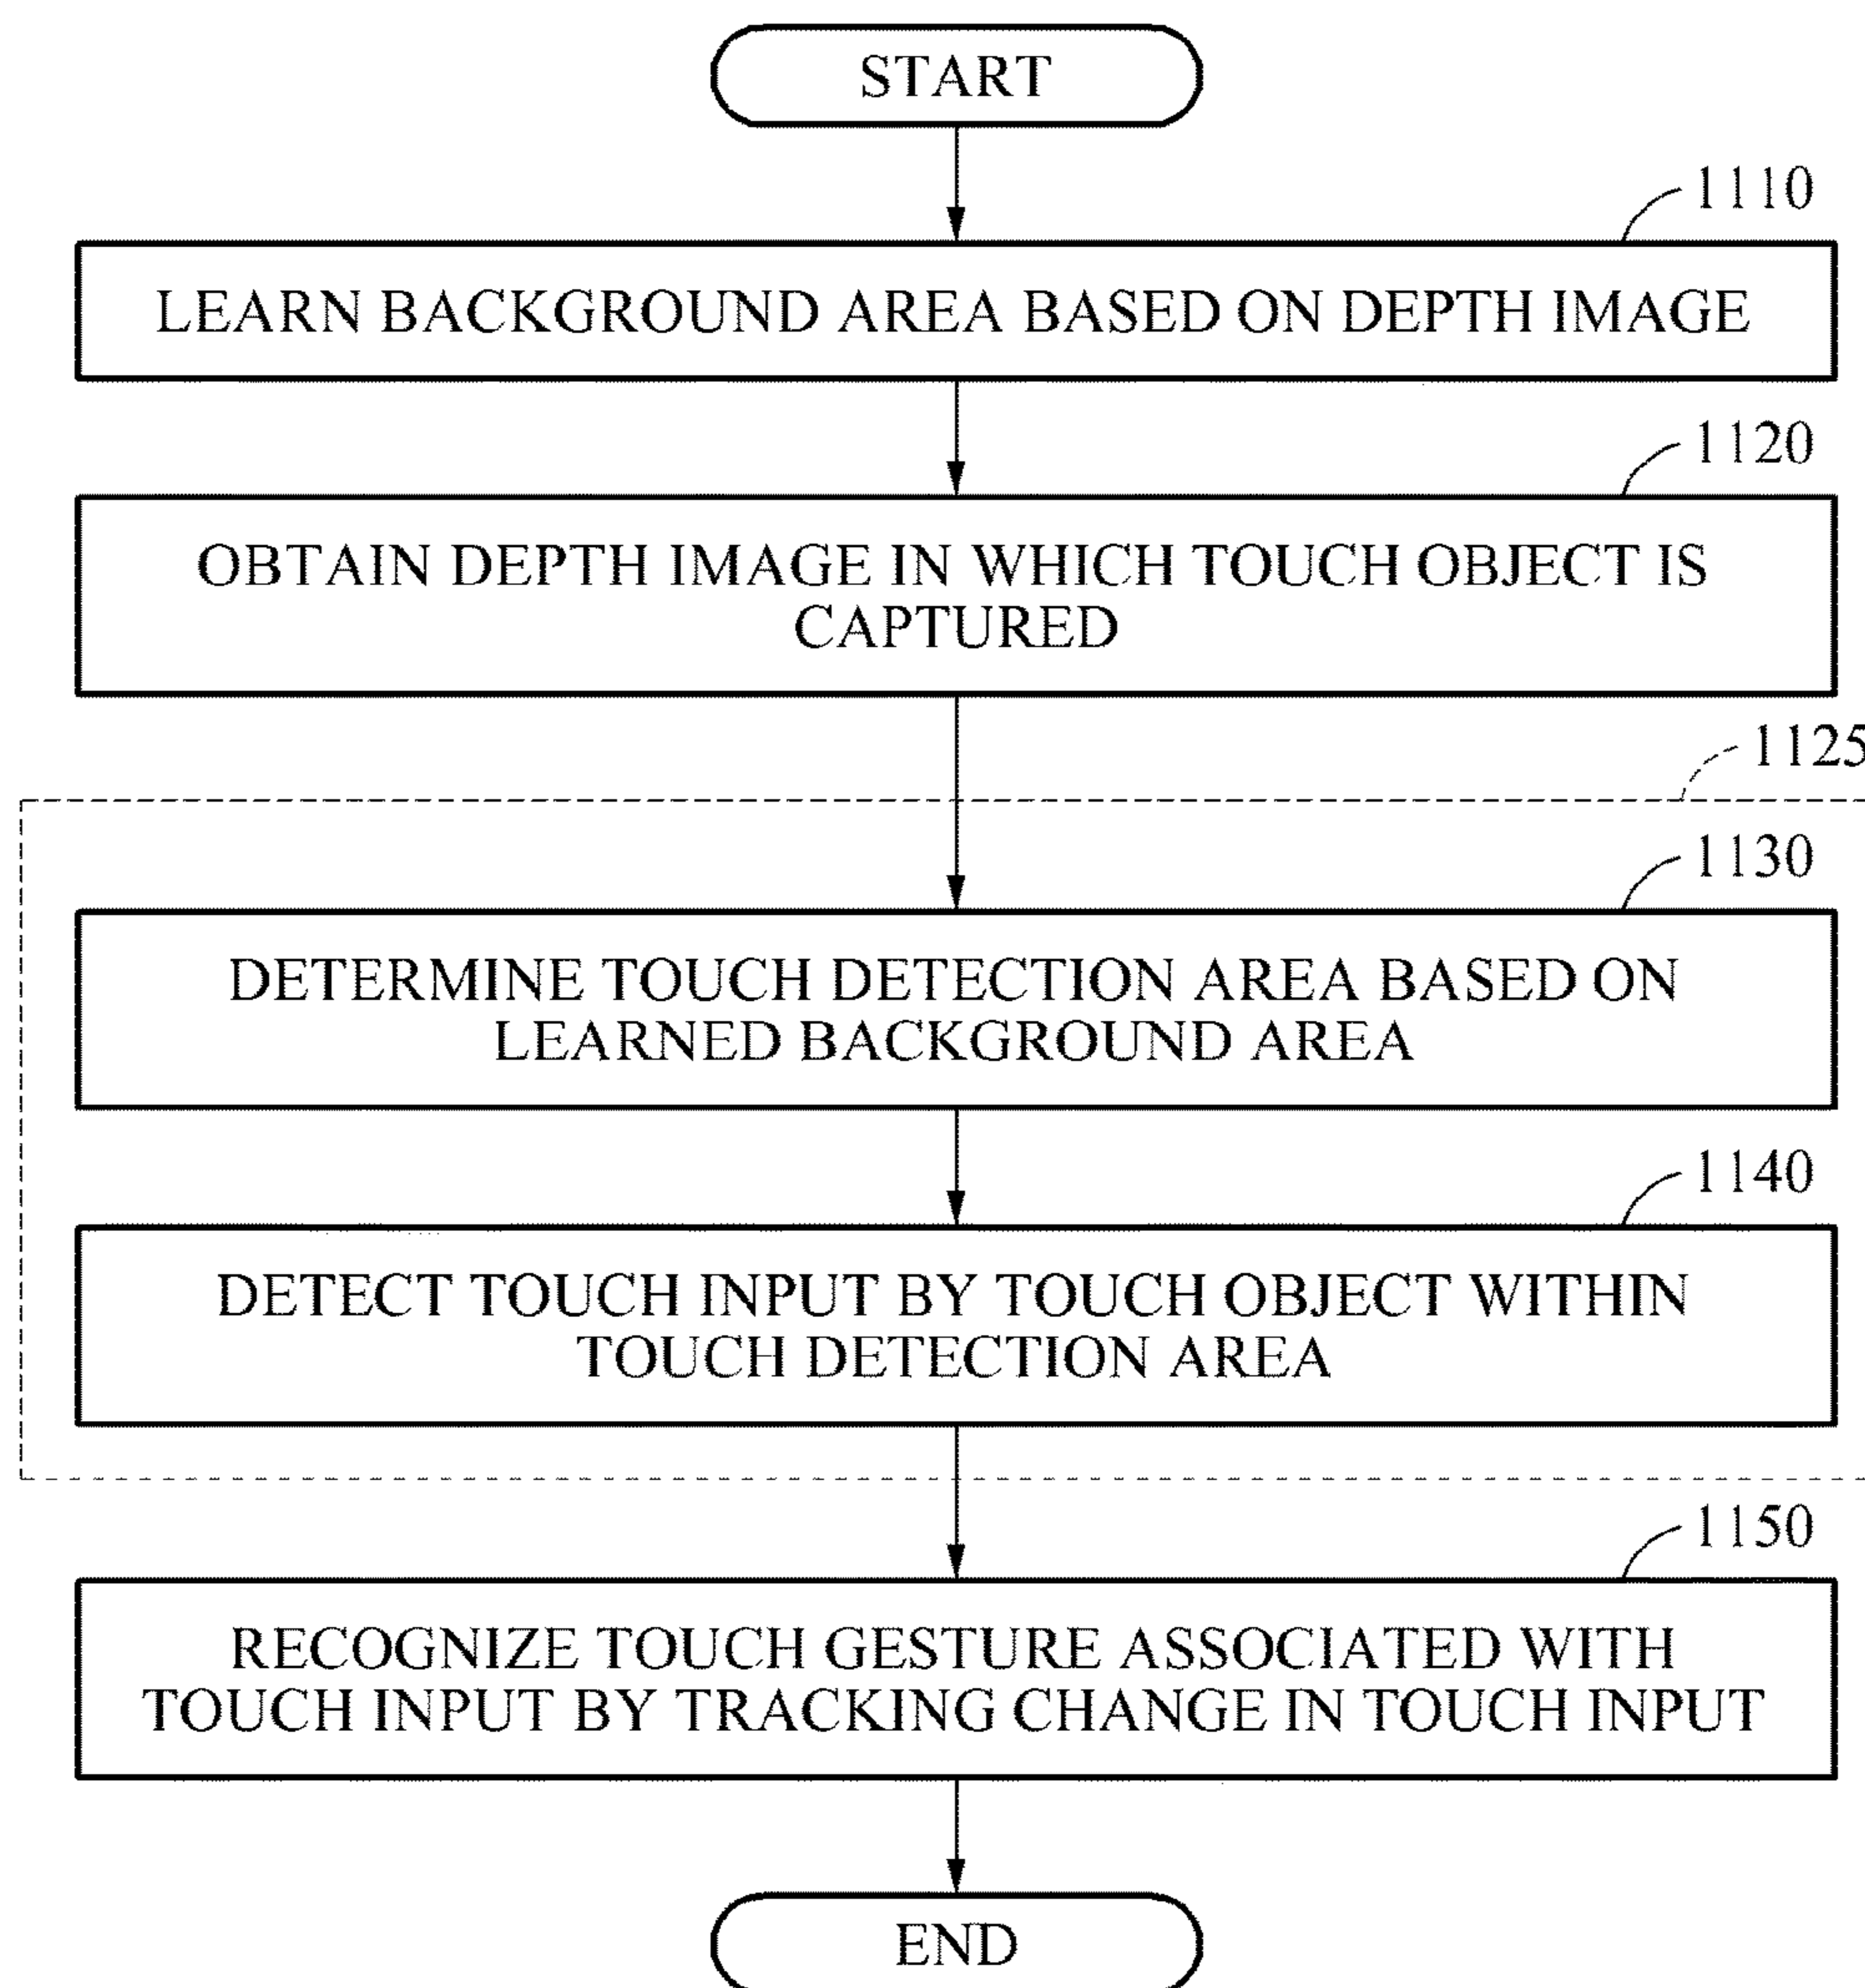 START
1110
LEARN BACKGROUND AREA BASED ON DEPTH IMAGE
1120
OBTAIN DEPTH IMAGE IN WHICH TOUCH OBJECT IS
CAPTURED
1125
1130
DETERMINE TOUCH DETECTION AREA BASED ON
LEARNED BACKGROUND AREA
1140
DETECT TOUCH INPUT BY TOUCH OBJECT WITHIN
TOUCH DETECTION AREA
1150
RECOGNIZE TOUCH GESTURE ASSOCIATED WITH
TOUCH INPUT BY TRACKING CHANGE IN TOUCH INPUT
END